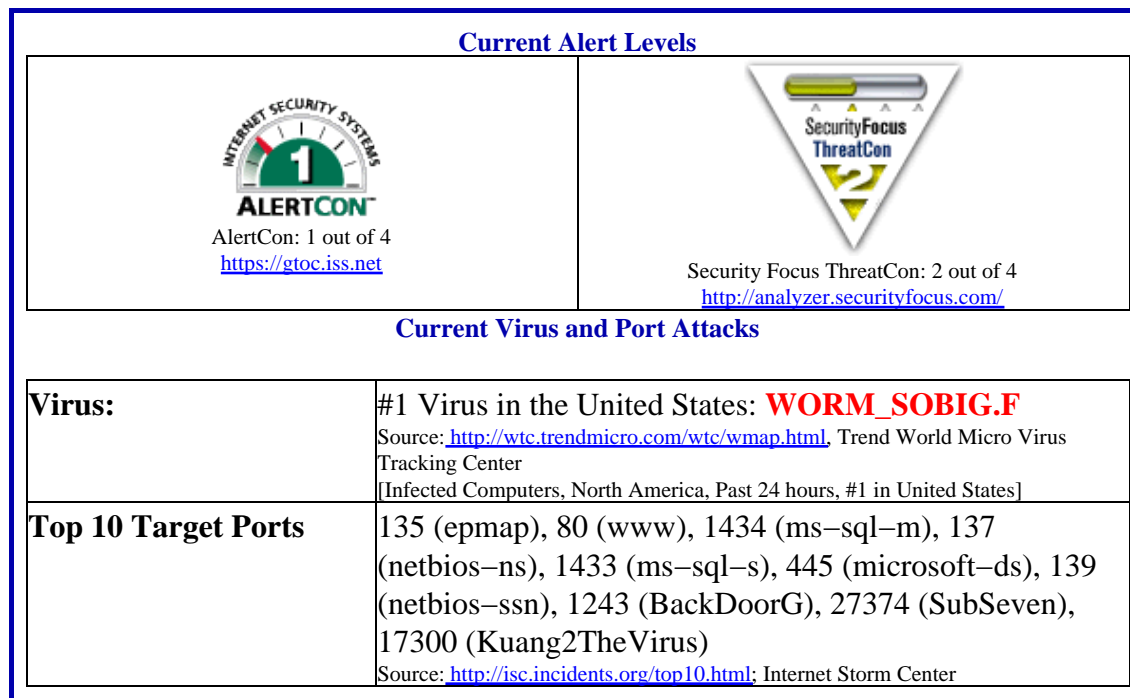 Current Alert Levels
INTERNET SECURITY SYSTEMS
1
ALERTCON™
AlertCon: 1 out of 4
https://gtoc.iss.net
SecurityFocus
ThreatCon
2
Security Focus ThreatCon: 2 out of 4
http://analyzer.securityfocus.com/
Current Virus and Port Attacks
Virus:
#1 Virus in the United States: WORM_SOBIG.F
Source: http://wtc.trendmicro.com/wtc/wmap.html, Trend World Micro Virus
Tracking Center
[Infected Computers, North America, Past 24 hours, #1 in United States]
Top 10 Target Ports
135 (epmap), 80 (www), 1434 (ms−sql−m), 137
(netbios−ns), 1433 (ms−sql−s), 445 (microsoft−ds), 139
(netbios−ssn), 1243 (BackDoorG), 27374 (SubSeven),
17300 (Kuang2TheVirus)
Source: http://isc.incidents.org/top10.html; Internet Storm Center